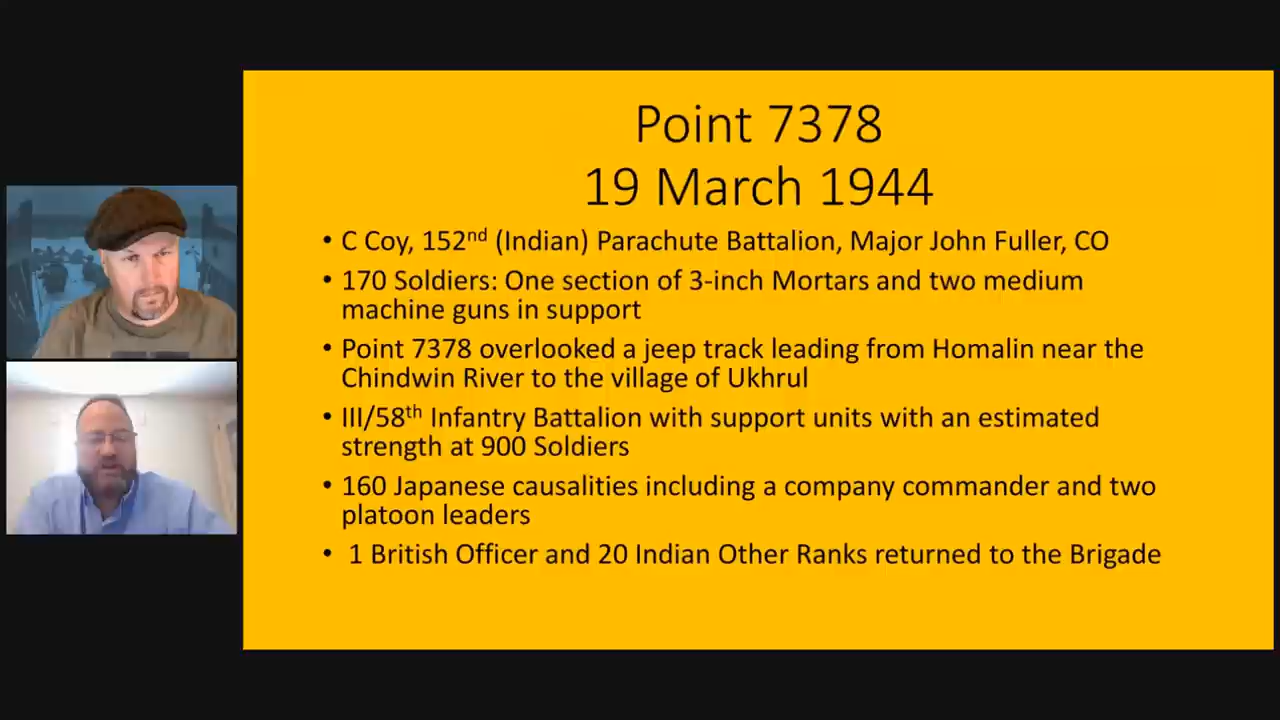 Point 7378
19 March 1944
• C Coy, 152nd (Indian) Parachute Battalion, Major John Fuller, CO
• 170 Soldiers: One section of 3-inch Mortars and two medium
machine guns in support
• Point 7378 overlooked a jeep track leading from Homalin near the
Chindwin River to the village of Ukhrul
• III/58th Infantry Battalion with support units with an estimated
strength at 900 Soldiers
• 160 Japanese causalities including a company commander and two
platoon leaders
• 1 British Officer and 20 Indian Other Ranks returned to the Brigade